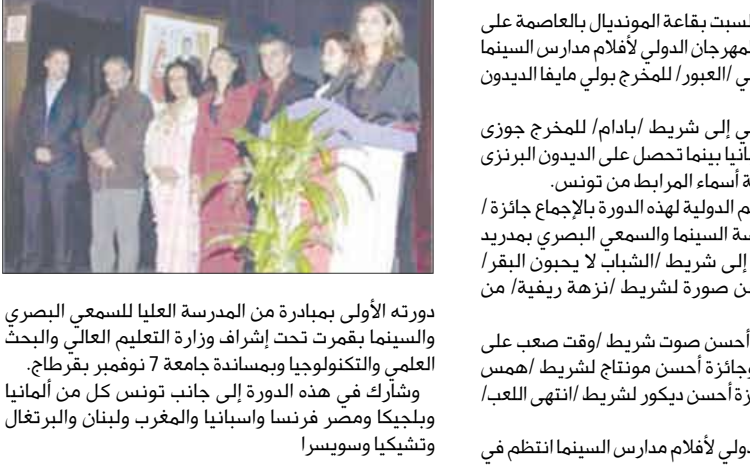 لسبت بقاعة المونديال بالعاصمة على
لمهرجان الدولي لأفلام مدارس السينما
ي /العبور/ للمخرج بولي مايفا الديدون
ي إلى شريط /بادام/ للمخرج جوزى
مانيا بينما تحصل على الديدون البرنزى
ة أسماء المرابط من تونس.
م الدولية لهذه الدورة بالإجماع جائزة /
سة السينما والسمعي البصري بمدريد
إلى شريط /الشباب لا يحبون البقر/
ن صورة لشريط /نزهة ريفية/ من
أحسن صوت شريط /وقت صعب على
وجائزة أحسن مونتاج لشريط /همس
زة أحسن ديكور لشريط /انتهى اللعب/
دولي لأفلام مدارس السينما انتظم في
دورته الأولى بمبادرة من المدرسة العليا للسمعي البصري
والسينما بقمرت تحت إشراف وزارة التعليم العالي والبحث
العلمي والتكنولوجيا وبمساندة جامعة 7 نوفمبر بقرطاج.
وشارك في هذه الدورة إلى جانب تونس كل من ألمانيا
وبلجيكا ومصر فرنسا واسبانيا والمغرب ولبنان والبرتغال
وتشيكيا وسويسرا